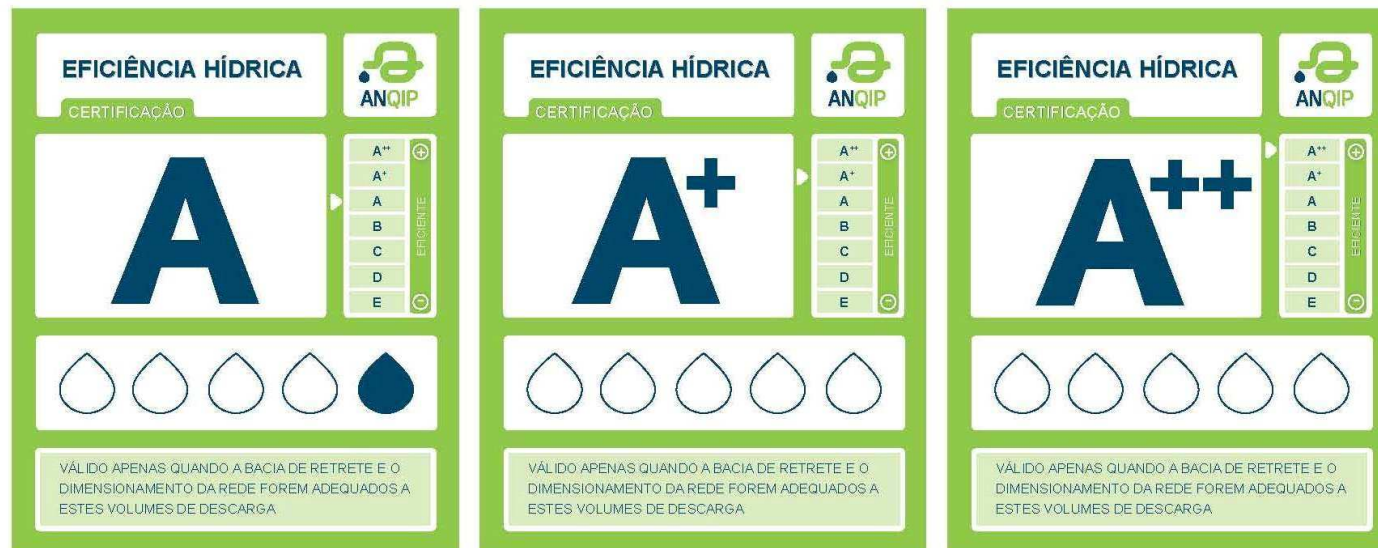 EFICIÊNCIA HÍDRICA
CERTIFICAÇÃO
ANQIP
A
A++
A+
A
B
C
D
E
EFICIENTE
VÁLIDO APENAS QUANDO A BACIA DE RETRETE E O
DIMENSIONAMENTO DA REDE FOREM ADEQUADOS A
ESTES VOLUMES DE DESCARGA
EFICIÊNCIA HÍDRICA
CERTIFICAÇÃO
ANQIP
A+
A++
A+
A
B
C
D
E
EFICIENTE
VÁLIDO APENAS QUANDO A BACIA DE RETRETE E O
DIMENSIONAMENTO DA REDE FOREM ADEQUADOS A
ESTES VOLUMES DE DESCARGA
EFICIÊNCIA HÍDRICA
CERTIFICAÇÃO
ANQIP
A++
A++
A+
A
B
C
D
E
EFICIENTE
VÁLIDO APENAS QUANDO A BACIA DE RETRETE E O
DIMENSIONAMENTO DA REDE FOREM ADEQUADOS A
ESTES VOLUMES DE DESCARGA